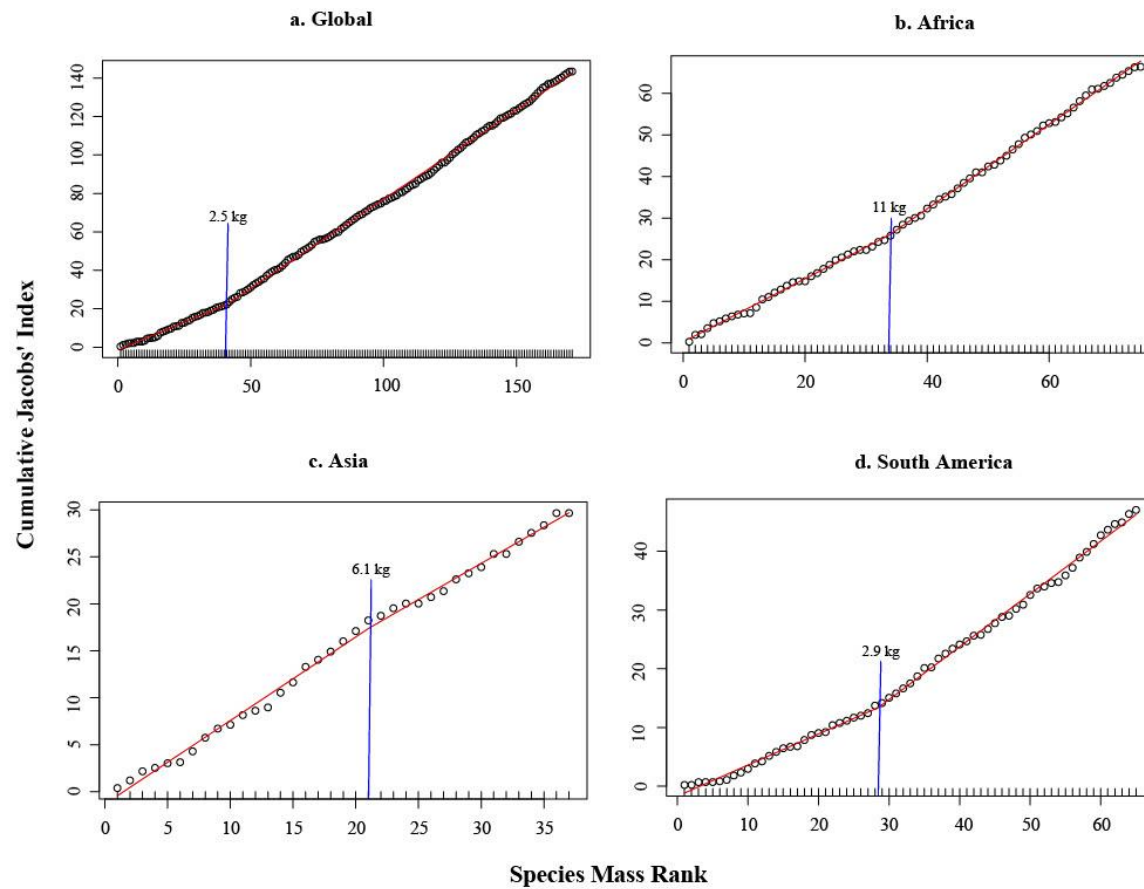 a. Global
140
120
100
80
60
40
20
0
2.5 kg
0 50 100 150
b. Africa
60
50
40
30
20
10
0
11 kg
0 20 40 60
Cumulative Jacobs' Index
c. Asia
30
25
20
15
10
5
0
6.1 kg
0 5 10 15 20 25 30 35
d. South America
40
30
20
10
0
2.9 kg
0 10 20 30 40 50 60
Species Mass Rank